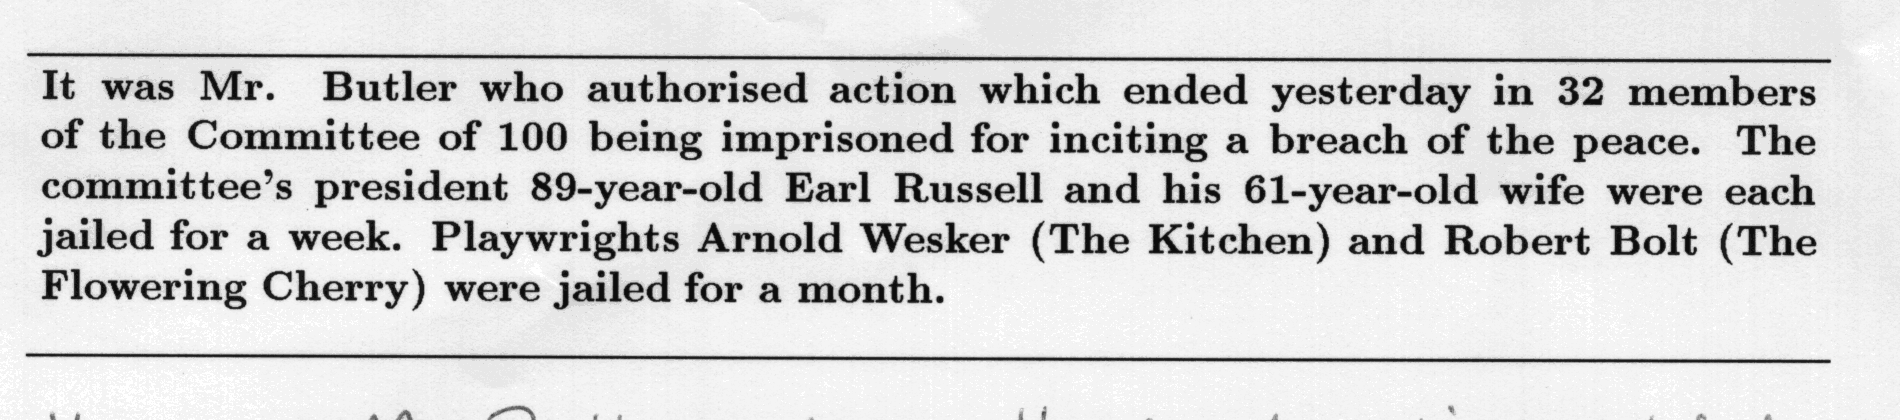 It was Mr. Butler who authorised action which ended yesterday in 32 members
of the Committee of 100 being imprisoned for inciting a breach of the peace. The
committee's president 89-year-old Earl Russell and his 61-year-old wife were each
jailed for a week. Playwrights Arnold Wesker (The Kitchen) and Robert Bolt (The
Flowering Cherry) were jailed for a month.